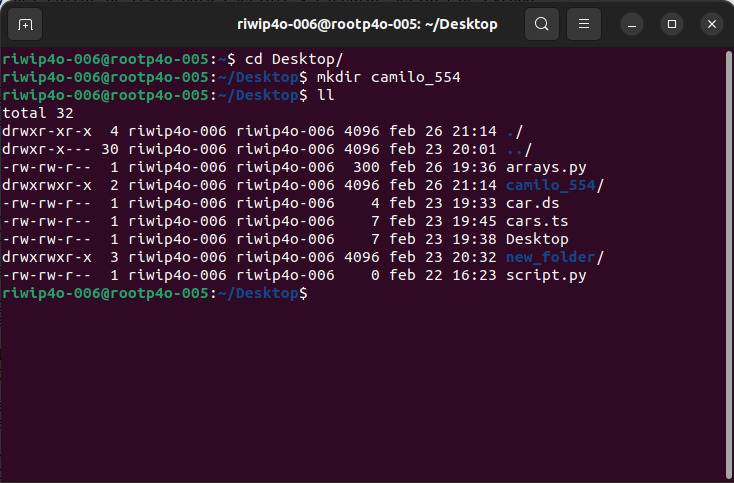 riwip4o-006@rootp4o-005: ~/Desktop
riwip4o-006@rootp4o-005:~$ cd Desktop/
riwip4o-006@rootp4o-005:~/Desktop$ mkdir camilo_554
riwip4o-006@rootp4o-005:~/Desktop$ ll
total 32
drwxr-xr-x  4 riwip4o-006 riwip4o-006 4096 feb 26 21:14 ./
drwxr-x--- 30 riwip4o-006 riwip4o-006 4096 feb 23 20:01 ../
-rw-rw-r--  1 riwip4o-006 riwip4o-006  300 feb 26 19:36 arrays.py
drwxrwxr-x  2 riwip4o-006 riwip4o-006 4096 feb 26 21:14 camilo_554/
-rw-rw-r--  1 riwip4o-006 riwip4o-006    4 feb 23 19:33 car.ds
-rw-rw-r--  1 riwip4o-006 riwip4o-006    7 feb 23 19:45 cars.ts
-rw-rw-r--  1 riwip4o-006 riwip4o-006    7 feb 23 19:38 Desktop
drwxrwxr-x  3 riwip4o-006 riwip4o-006 4096 feb 23 20:32 new_folder/
-rw-rw-r--  1 riwip4o-006 riwip4o-006    0 feb 22 16:23 script.py
riwip4o-006@rootp4o-005:~/Desktop$